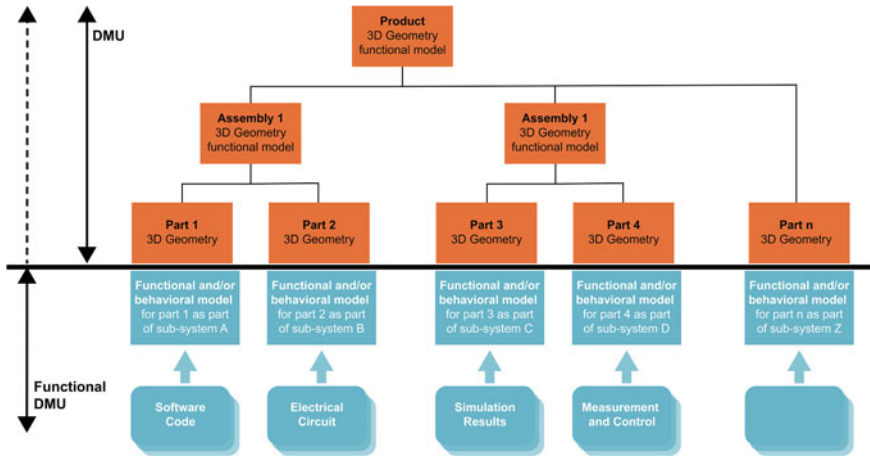 DMU
Product
3D Geometry
functional model
Assembly 1
3D Geometry
functional model
Assembly 1
3D Geometry
functional model
Part 1
3D Geometry
Part 2
3D Geometry
Part 3
3D Geometry
Part 4
3D Geometry
Part n
3D Geometry
Functional and/or
behavioral model
for part 1 as part
of sub-system A
Functional and/or
behavioral model
for part 2 as part
of sub-system B
Functional and/or
behavioral model
for part 3 as part
of sub-system C
Functional and/or
behavioral model
for part 4 as part
of sub-system D
Functional and/or
behavioral model
for part n as part
of sub-system Z
Functional
DMU
Software
Code
Electrical
Circuit
Simulation
Results
Measurement
and Control